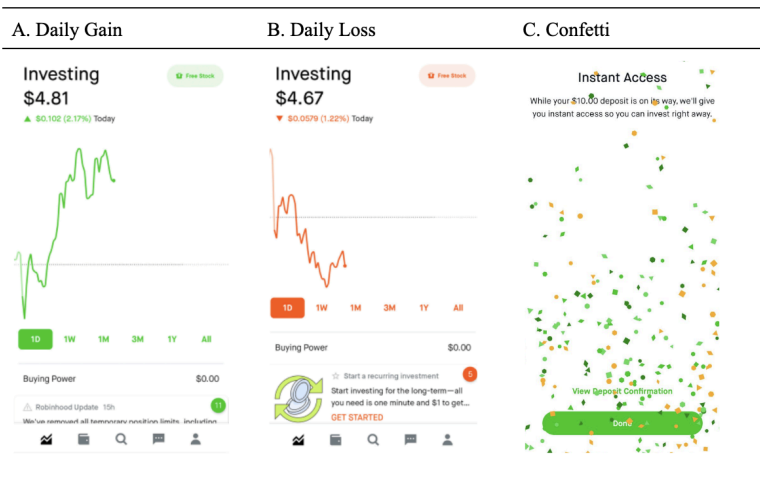 A. Daily Gain
B. Daily Loss
C. Confetti
Investing
$4.81
Free Stock
▲ $0.102 (2.17%) Today
1D 1W 1M 3M 1Y All
Buying Power $0.00
Robinhood Update 15h
11
We've removed all temporary position limits, including
Investing
$4.67
Free Stock
▼ $0.0579 (1.22%) Today
1D 1W 1M 3M 1Y All
Buying Power $0.00
Start a recurring investment
5
Start investing for the long-term—all
you need is one minute and $1 to get...
GET STARTED
Instant Access
While your $10.00 deposit is on its way, we'll give
you instant access so you can invest right away.
View Deposit Confirmation
Done